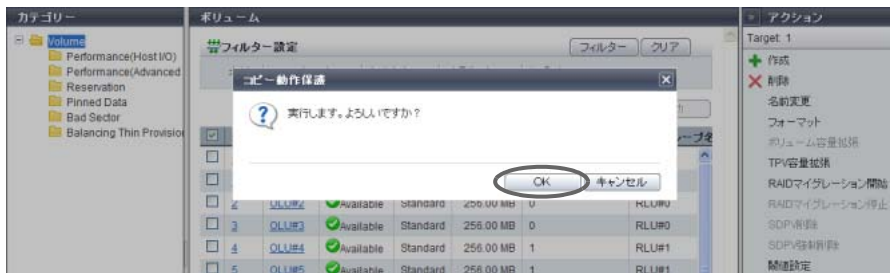 カテゴリー
Volume
Performance(Host I/O)
Performance(Advanced
Reservation
Pinned Data
Bad Sector
Balancing Thin Provision
ボリューム
フィルター設定
フィルター
クリア
コピー動作保護
実行します。よろしいですか?
OK
キャンセル
ープ名
2 OLU#2 Available Standard 256.00 MB 0 RLU#0
3 OLU#3 Available Standard 256.00 MB 0 RLU#0
4 OLU#4 Available Standard 256.00 MB 1 RLU#1
5 OLU#5 Available Standard 256.00 MB 1 RLU#1
アクション
Target: 1
作成
削除
名前変更
フォーマット
ボリューム容量拡張
TPV容量拡張
RAIDマイグレーション開始
RAIDマイグレーション停止
SDPV削除
SDPV強制削除
閾値設定